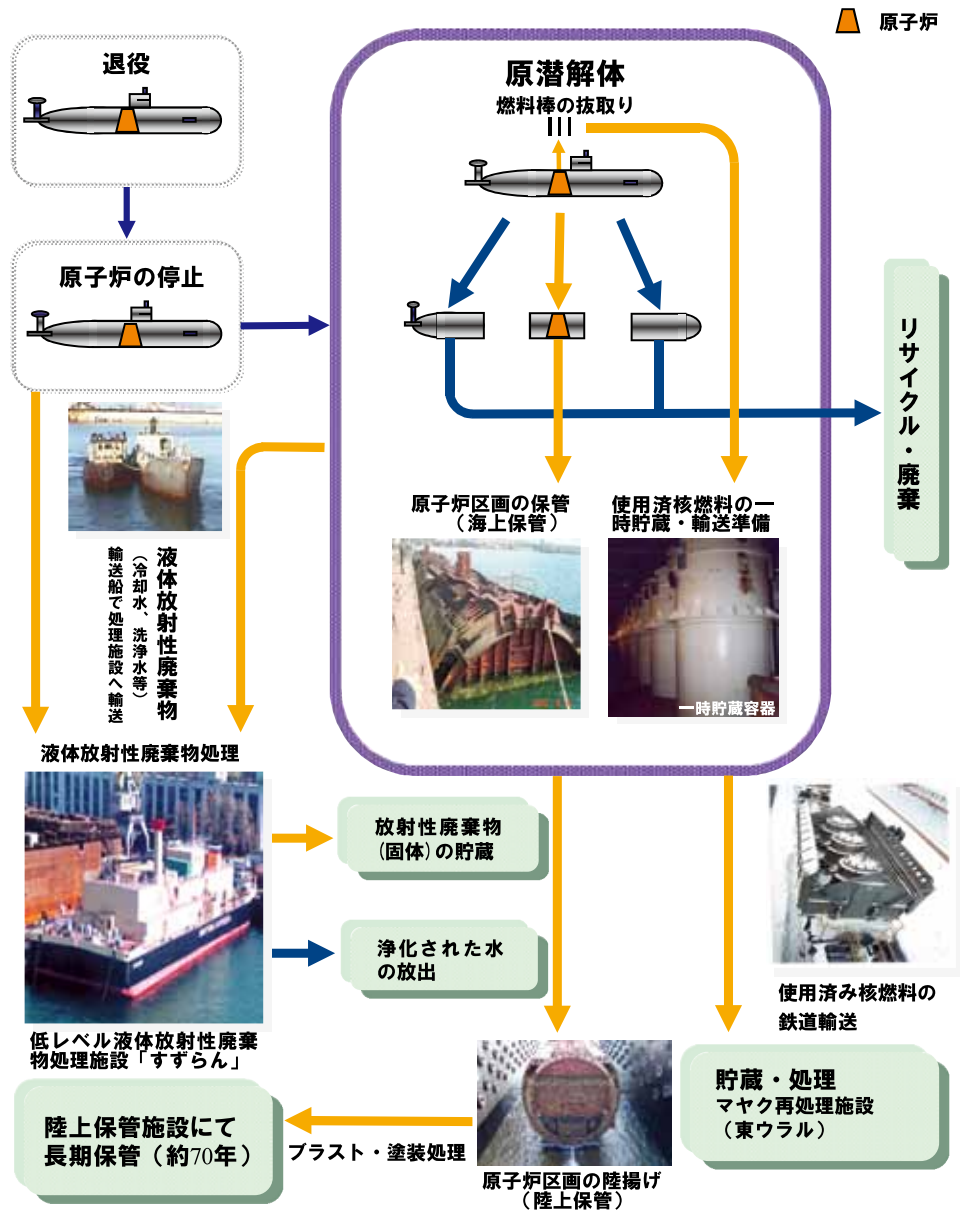 原子炉
退役
原子炉の停止
原潜解体
燃料棒の抜取り
リサイクル・廃棄
原子炉区画の保管
（海上保管）
使用済核燃料の一
時貯蔵・輸送準備
一時貯蔵容器
液体放射性廃棄物
（冷却水、洗浄水等）
輸送船で処理施設へ輸送
液体放射性廃棄物処理
放射性廃棄物
(固体)の貯蔵
浄化された水
の放出
低レベル液体放射性廃棄
物処理施設「すずらん」
使用済み核燃料の
鉄道輸送
貯蔵・処理
マヤク再処理施設
（東ウラル）
陸上保管施設にて
長期保管（約70年）
ブラスト・塗装処理
原子炉区画の陸揚げ
（陸上保管）